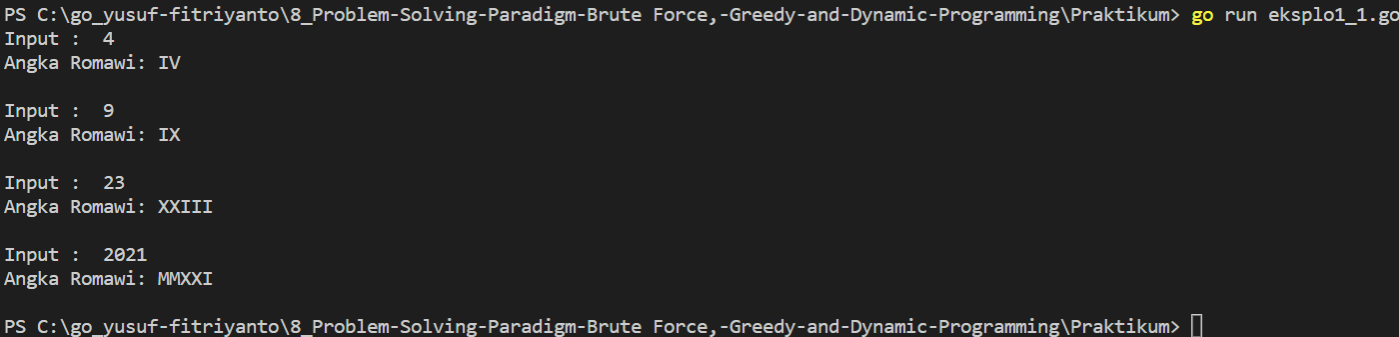 PS C:\go_yusuf-fitriyanto\8_Problem-Solving-Paradigm-Brute Force,-Greedy-and-Dynamic-Programming\Praktikum> go run eksplo1_1.go
Input :  4
Angka Romawi: IV
Input :  9
Angka Romawi: IX
Input :  23
Angka Romawi: XXIII
Input :  2021
Angka Romawi: MMXXI
PS C:\go_yusuf-fitriyanto\8_Problem-Solving-Paradigm-Brute Force,-Greedy-and-Dynamic-Programming\Praktikum>